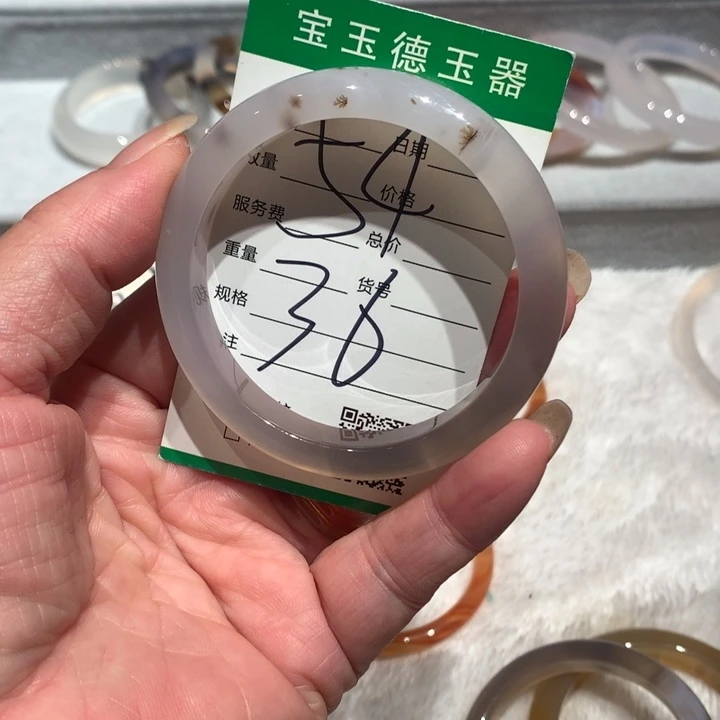 宝玉德玉器
日期
数量 价格
服务费 总价
重量 货号
规格
注
54
36